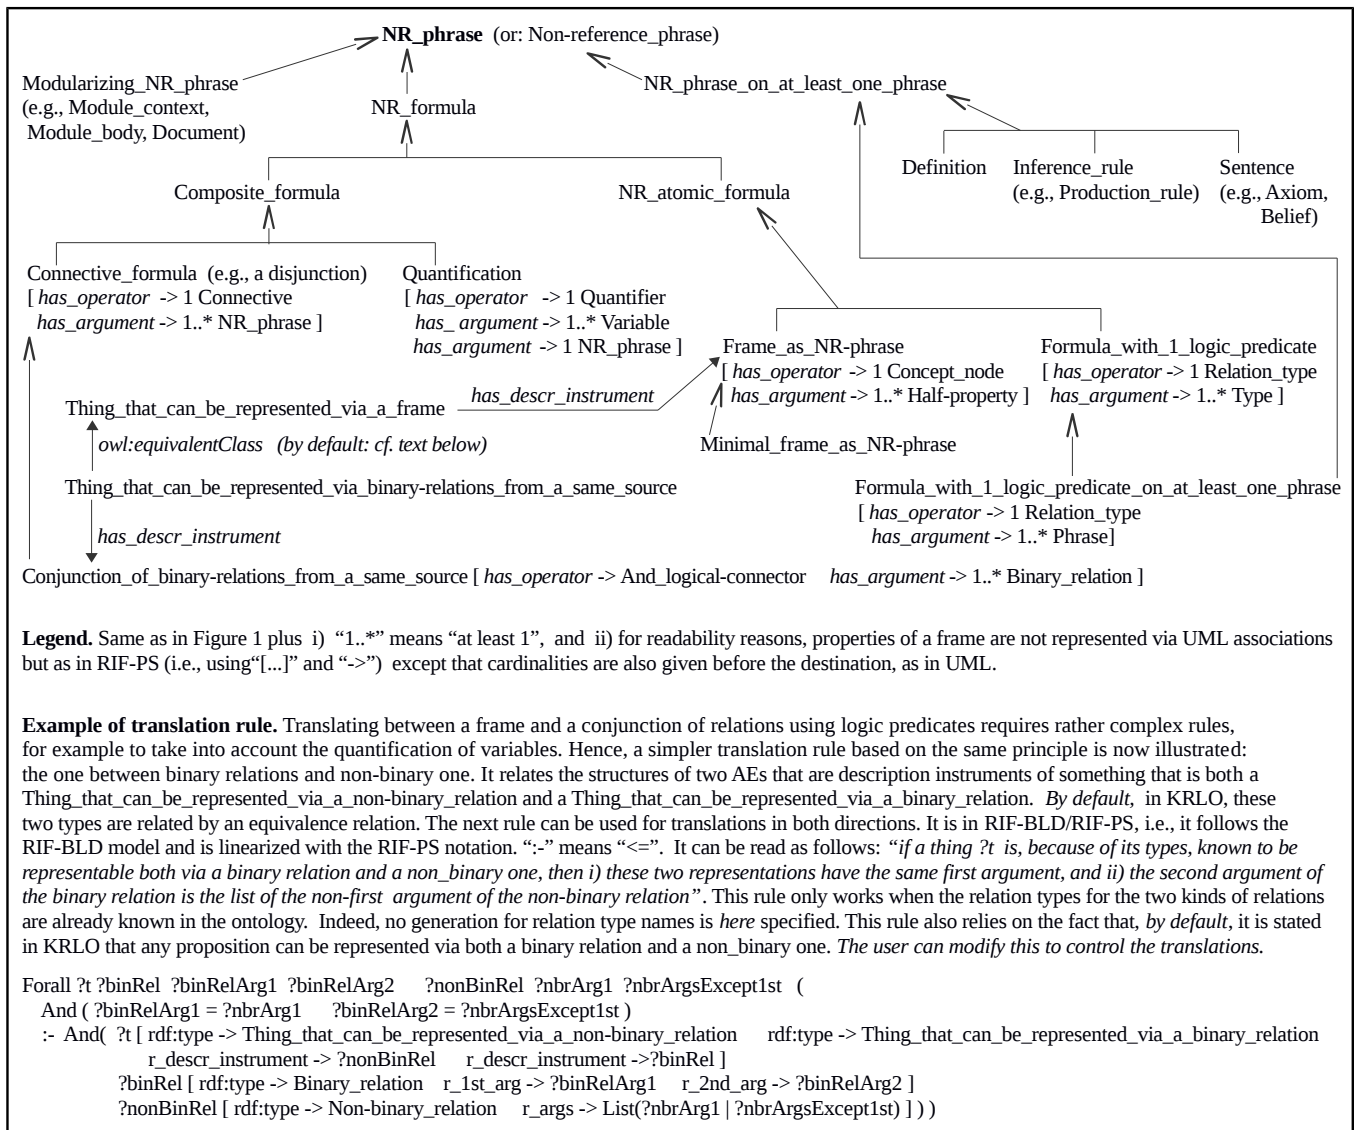 NR_phrase (or: Non-reference_phrase)
Modularizing_NR_phrase
(e.g., Module_context,
Module_body, Document)
NR_formula
NR_phrase_on_at_least_one_phrase
Definition
Inference_rule
(e.g., Production_rule)
Sentence
(e.g., Axiom,
Belief)
Composite_formula
NR_atomic_formula
Connective_formula (e.g., a disjunction)
[ has_operator -> 1 Connective
has_argument -> 1..* NR_phrase ]
Quantification
[ has_operator -> 1 Quantifier
has_ argument -> 1..* Variable
has_argument -> 1 NR_phrase ]
Frame_as_NR-phrase
[ has_operator -> 1 Concept_node
has_argument -> 1..* Half-property ]
Formula_with_1_logic_predicate
[ has_operator -> 1 Relation_type
has_argument -> 1..* Type ]
Thing_that_can_be_represented_via_a_frame
has_descr_instrument
owl:equivalentClass (by default: cf. text below)
Minimal_frame_as_NR-phrase
Thing_that_can_be_represented_via_binary-relations_from_a_same_source
Formula_with_1_logic_predicate_on_at_least_one_phrase
[ has_operator -> 1 Relation_type
has_argument -> 1..* Phrase]
has_descr_instrument
Conjunction_of_binary-relations_from_a_same_source [ has_operator -> And_logical-connector has_argument -> 1..* Binary_relation ]
Legend. Same as in Figure 1 plus i) “1..*” means “at least 1”, and ii) for readability reasons, properties of a frame are not represented via UML associations
but as in RIF-PS (i.e., using“[...]” and “->”) except that cardinalities are also given before the destination, as in UML.
Example of translation rule. Translating between a frame and a conjunction of relations using logic predicates requires rather complex rules,
for example to take into account the quantification of variables. Hence, a simpler translation rule based on the same principle is now illustrated:
the one between binary relations and non-binary one. It relates the structures of two AEs that are description instruments of something that is both a
Thing_that_can_be_represented_via_a_non-binary_relation and a Thing_that_can_be_represented_via_a_binary_relation. By default, in KRLO, these
two types are related by an equivalence relation. The next rule can be used for translations in both directions. It is in RIF-BLD/RIF-PS, i.e., it follows the
RIF-BLD model and is linearized with the RIF-PS notation. “:-” means “<=”. It can be read as follows: “if a thing ?t is, because of its types, known to be
representable both via a binary relation and a non_binary one, then i) these two representations have the same first argument, and ii) the second argument of
the binary relation is the list of the non-first argument of the non-binary relation”. This rule only works when the relation types for the two kinds of relations
are already known in the ontology. Indeed, no generation for relation type names is here specified. This rule also relies on the fact that, by default, it is stated
in KRLO that any proposition can be represented via both a binary relation and a non_binary one. The user can modify this to control the translations.
Forall ?t ?binRel ?binRelArg1 ?binRelArg2 ?nonBinRel ?nbrArg1 ?nbrArgsExcept1st (
And ( ?binRelArg1 = ?nbrArg1 ?binRelArg2 = ?nbrArgsExcept1st )
:- And( ?t [ rdf:type -> Thing_that_can_be_represented_via_a_non-binary_relation rdf:type -> Thing_that_can_be_represented_via_a_binary_relation
r_descr_instrument -> ?nonBinRel r_descr_instrument ->?binRel ]
?binRel [ rdf:type -> Binary_relation r_1st_arg -> ?binRelArg1 r_2nd_arg -> ?binRelArg2 ]
?nonBinRel [ rdf:type -> Non-binary_relation r_args -> List(?nbrArg1 | ?nbrArgsExcept1st) ] ) )